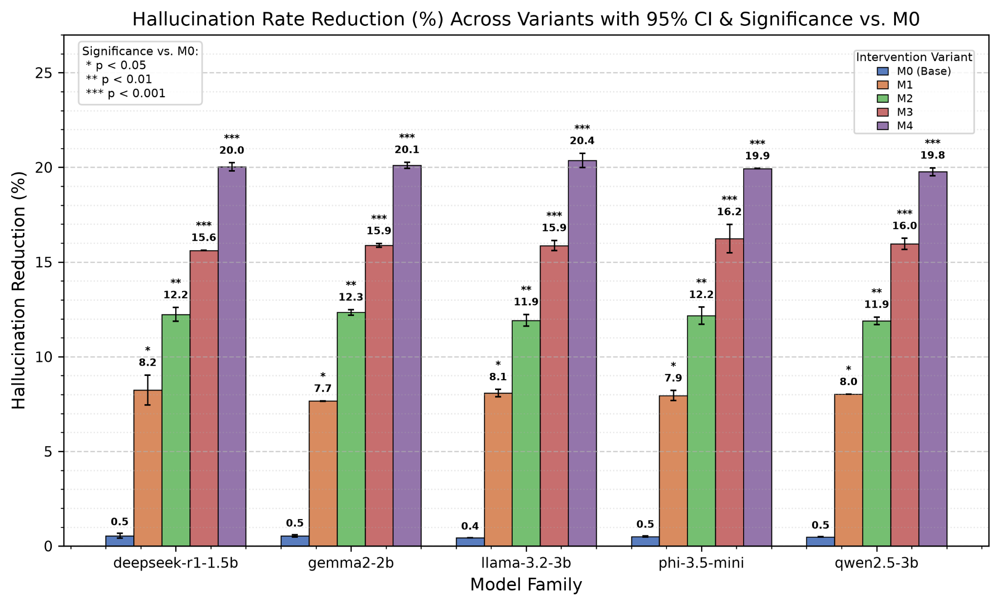 Hallucination Rate Reduction (%) Across Variants with 95% CI & Significance vs. M0
Significance vs. M0:
* p < 0.05
** p < 0.01
*** p < 0.001
Intervention Variant
M0 (Base)
M1
M2
M3
M4
Hallucination Reduction (%)
25
20
15
10
5
0
0.5
*
8.2
**
12.2
***
15.6
***
20.0
0.5
*
7.7
**
12.3
***
15.9
***
20.1
0.4
*
8.1
**
11.9
***
15.9
***
20.4
0.5
*
7.9
**
12.2
***
16.2
***
19.9
0.5
*
8.0
**
11.9
***
16.0
***
19.8
deepseek-r1-1.5b
gemma2-2b
llama-3.2-3b
phi-3.5-mini
qwen2.5-3b
Model Family